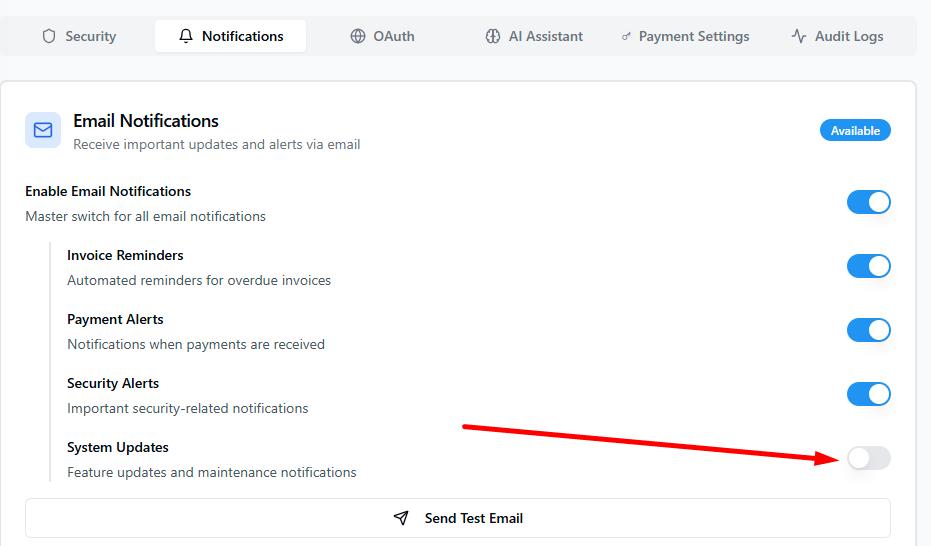 Security
Notifications
OAuth
AI Assistant
Payment Settings
Audit Logs
Email Notifications
Receive important updates and alerts via email
Available
Enable Email Notifications
Master switch for all email notifications
Invoice Reminders
Automated reminders for overdue invoices
Payment Alerts
Notifications when payments are received
Security Alerts
Important security-related notifications
System Updates
Feature updates and maintenance notifications
Send Test Email